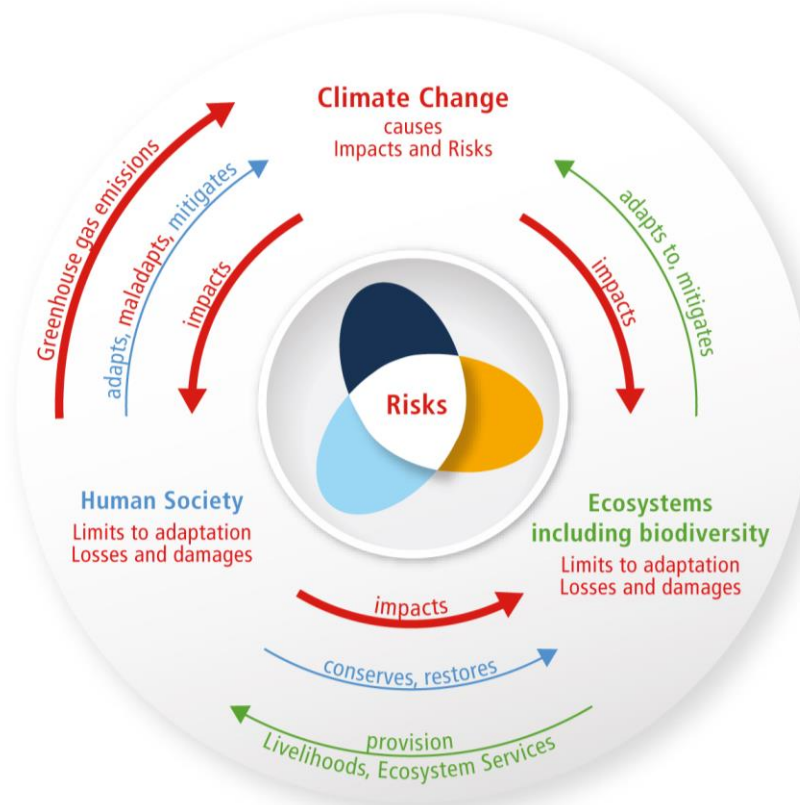 Climate Change
causes
Impacts and Risks
Greenhouse gas emissions
adapts, maladapts, mitigates
impacts
impacts
adapts to, mitigates
Risks
Human Society
Limits to adaptation
Losses and damages
Ecosystems
including biodiversity
Limits to adaptation
Losses and damages
impacts
conserves, restores
provision
Livelihoods, Ecosystem Services